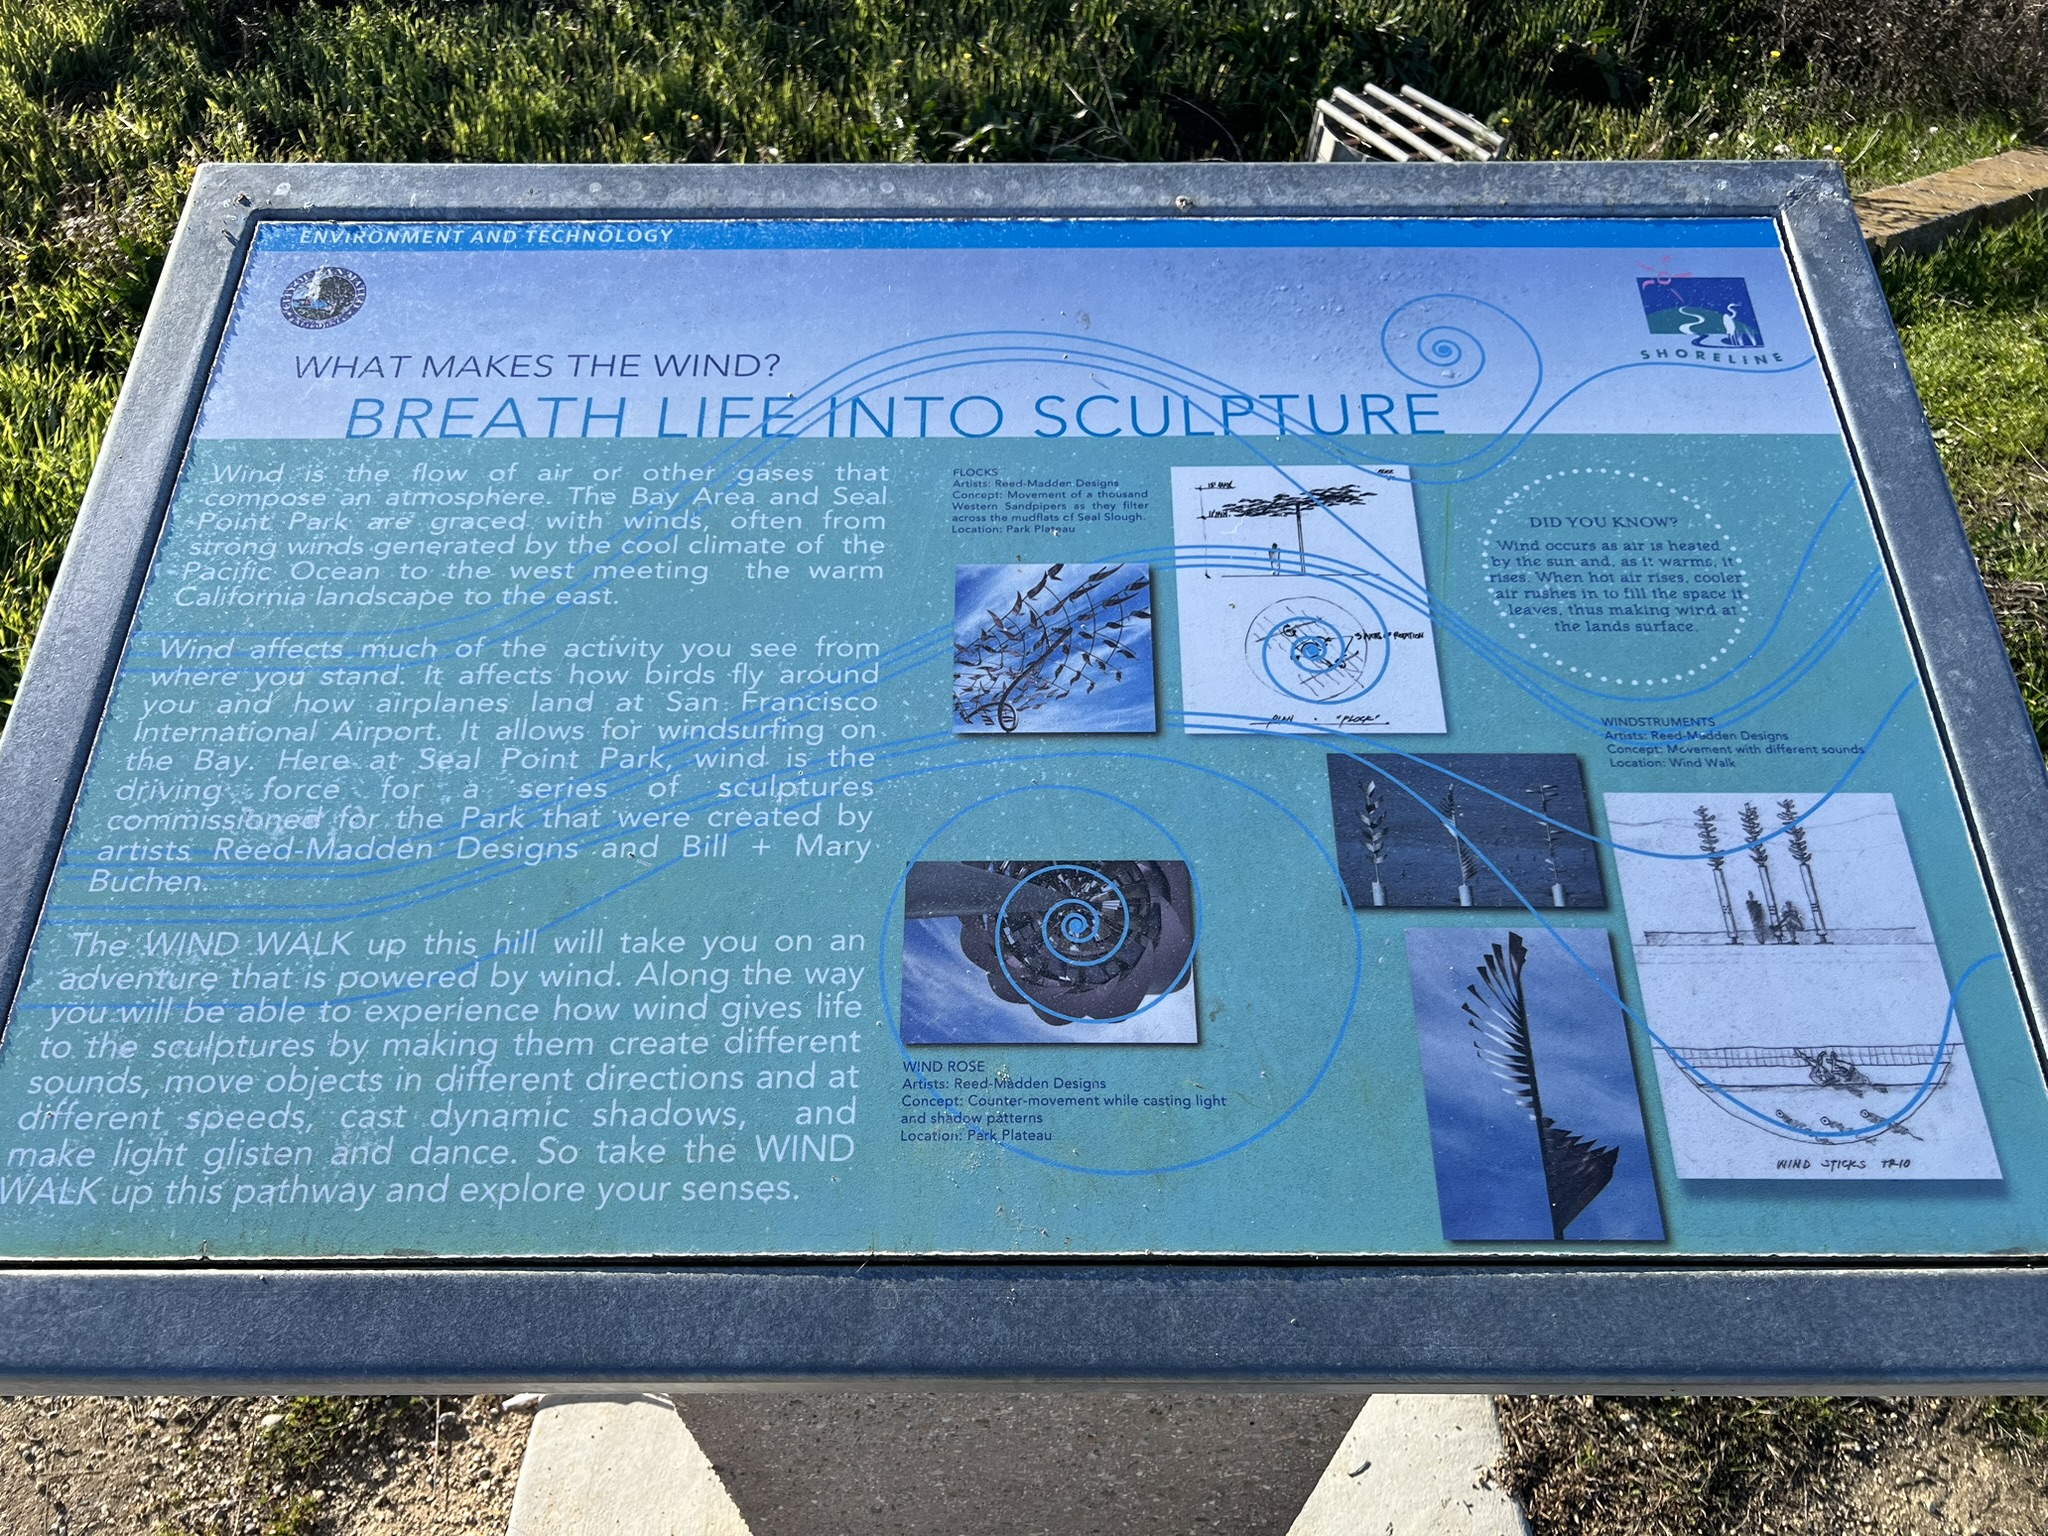 ENVIRONMENT AND TECHNOLOGY
SHORELINE
WHAT MAKES THE WIND?
BREATH LIFE INTO SCULPTURE
Wind is the flow of air or other gases that
compose an atmosphere. The Bay Area and Seal
Point Park are graced with winds, often from
strong winds generated by the cool climate of the
Pacific Ocean to the west meeting the warm
California landscape to the east.
Wind affects much of the activity you see from
where you stand. It affects how birds fly around
you and how airplanes land at San Francisco
International Airport. It allows for windsurfing on
the Bay. Here at Seal Point Park, wind is the
driving force for a series of sculptures
commissioned for the Park that were created by
artists Reed-Madden Designs and Bill + Mary
Buchen.
The WIND WALK up this hill will take you on an
adventure that is powered by wind. Along the way
you will be able to experience how wind gives life
to the sculptures by making them create different
sounds, move objects in different directions and at
different speeds, cast dynamic shadows, and
make light glisten and dance. So take the WIND
WALK up this pathway and explore your senses.
FLOCKS
Artists: Reed-Madden Designs
Concept: Movement of a thousand
Western Sandpipers as they filter
across the mudflats of Seal Slough.
Location: Park Plateau
PLAN - "FLOCK"
DID YOU KNOW?
Wind occurs as air is heated
by the sun and, as it warms, it
rises. When hot air rises, cooler
air rushes in to fill the space it
leaves, thus making wind at
the lands surface.
WINDSTRUMENTS
Artists: Reed-Madden Designs
Concept: Movement with different sounds
Location: Wind Walk
WIND STICKS TRIO
WIND ROSE
Artists: Reed-Madden Designs
Concept: Counter-movement while casting light
and shadow patterns
Location: Park Plateau